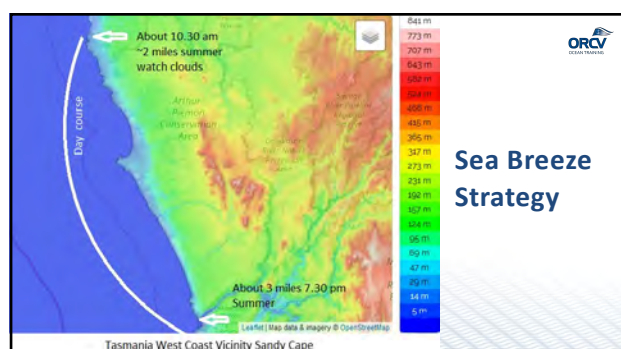 About 10.30 am
~2 miles summer
watch clouds
Arthur
Pieman
Conservation
Area
Day course
About 3 miles 7.30 pm
Summer
Leaflet | Map data & imagery © OpenStreetMap
Tasmania West Coast Vicinity Sandy Cape
841 m
773 m
707 m
643 m
582 m
466 m
415 m
365 m
317 m
273 m
231 m
192 m
157 m
124 m
95 m
69 m
47 m
29 m
14 m
5 m
ORCV
OCEAN TRAINING
Sea Breeze
Strategy